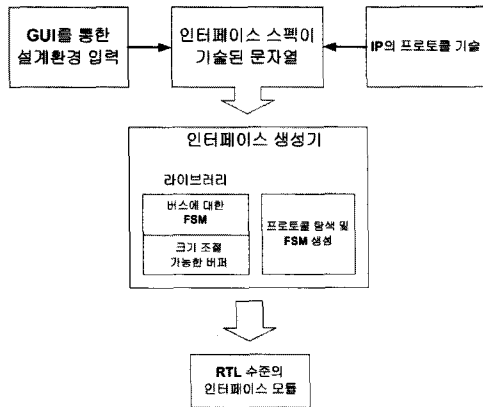 GUI를 통한
설계환경 입력
인터페이스 스펙이
기술된 문자열
IP의 프로토콜 기술
인터페이스 생성기
라이브러리
버스에 대한
FSM
크기 조절
가능한 버퍼
프로토콜 탐색 및
FSM 생성
RTL 수준의
인터페이스 모듈